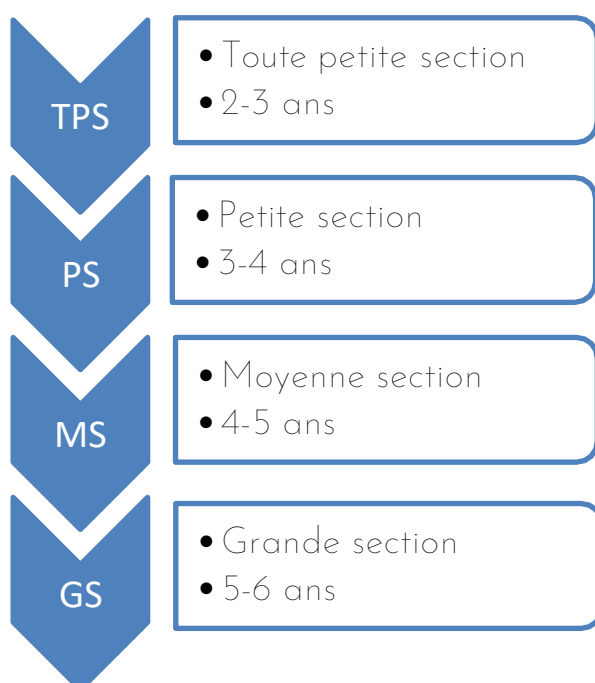 TPS
• Toute petite section
• 2-3 ans
PS
• Petite section
• 3-4 ans
MS
• Moyenne section
• 4-5 ans
GS
• Grande section
• 5-6 ans